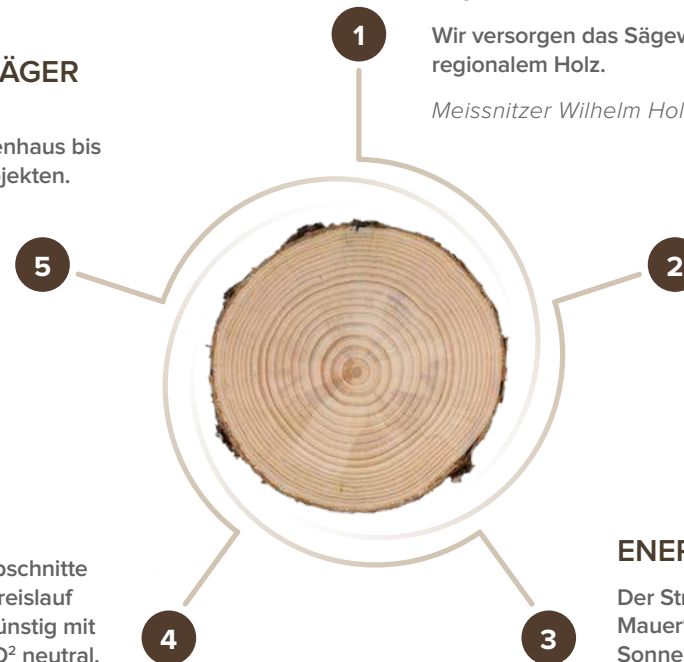 1
Wir versorgen das Sägew
regionalem Holz.
Meissnitzer Wilhelm Hol
2
ENER
Der Str
Mauer
Sonne
3
4
bschnitte
reislauf
ünstig mit
O² neutral.
5
ÄGER
enhaus bis
jekten.